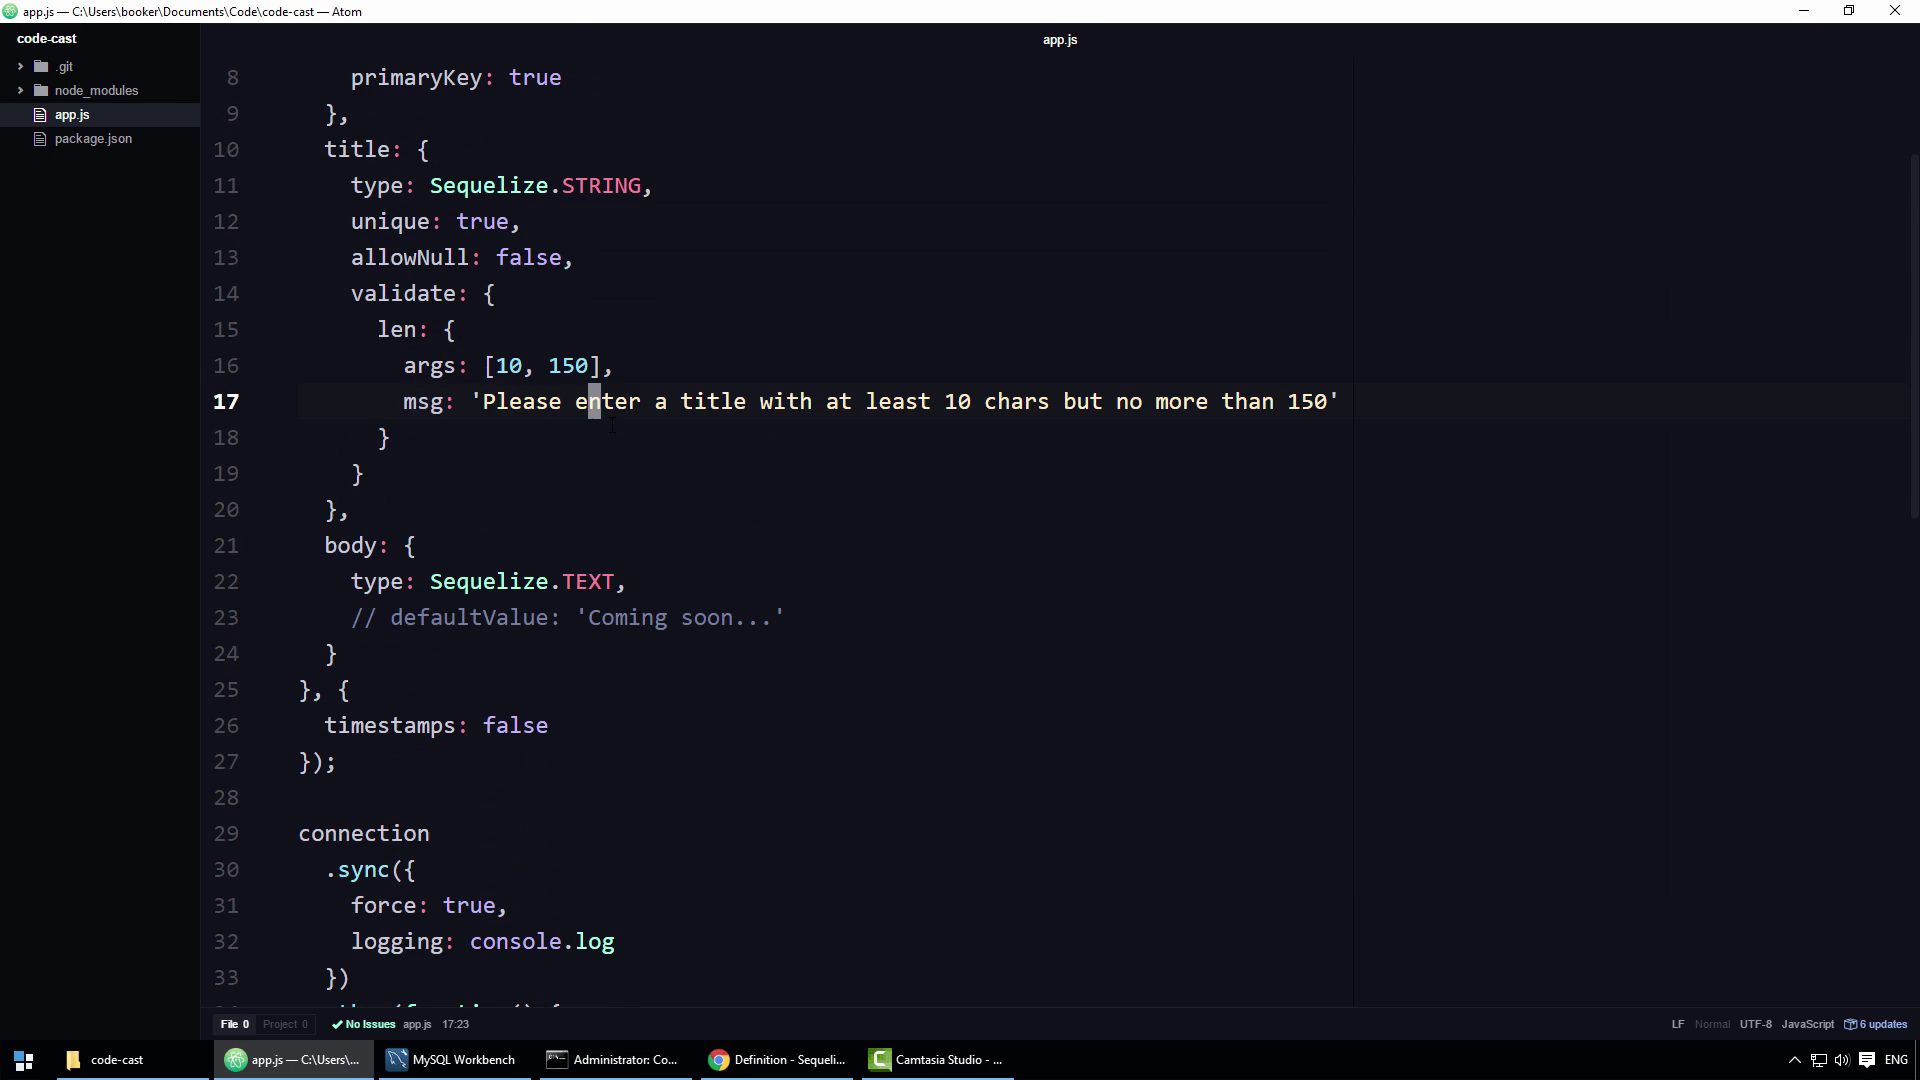 app.js — C:\Users\booker\Documents\Code\code-cast — Atom
code-cast
.git
node_modules
app.js
package.json
app.js
8 primaryKey: true
9 },
10 title: {
11 type: Sequelize.STRING,
12 unique: true,
13 allowNull: false,
14 validate: {
15 len: {
16 args: [10, 150],
17 msg: 'Please enter a title with at least 10 chars but no more than 150'
18 }
19 }
20 },
21 body: {
22 type: Sequelize.TEXT,
23 // defaultValue: 'Coming soon...'
24 }
25 }, {
26 timestamps: false
27 });
28
29 connection
30 .sync({
31 force: true,
32 logging: console.log
33 })
File 0 Project 0 No Issues app.js 17:23 LF Normal UTF-8 JavaScript 6 updates
code-cast app.js — C:\Users\... MySQL Workbench Administrator: Co... Definition - Sequeli... Camtasia Studio - ... ENG